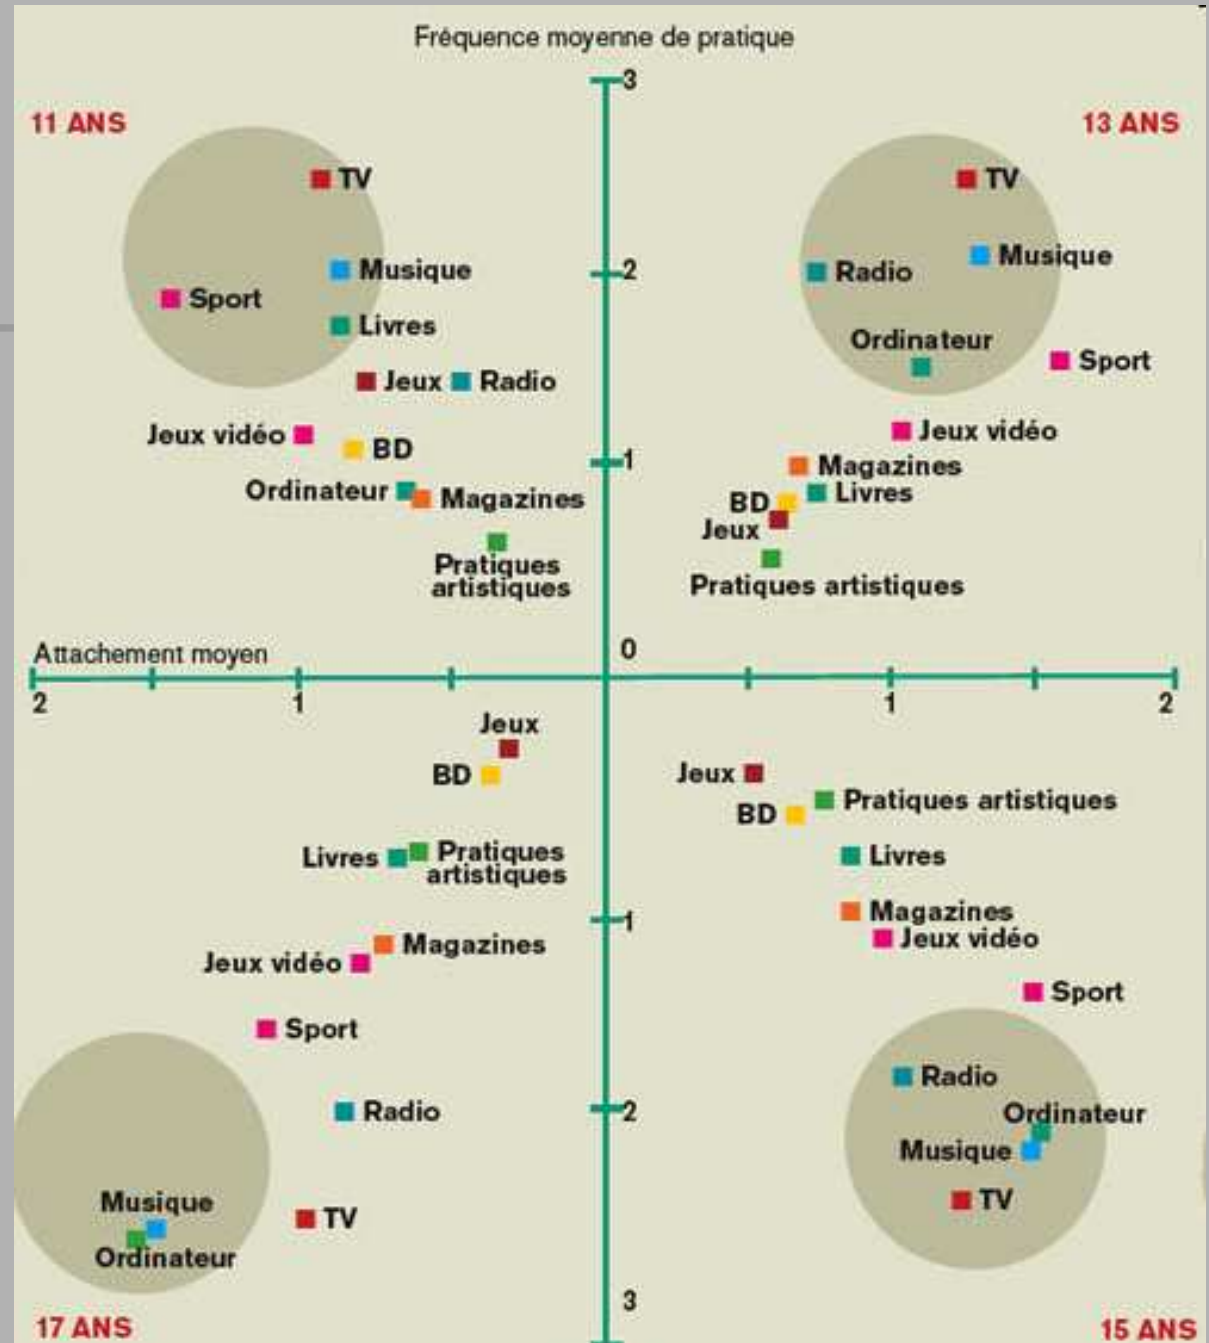 Fréquence moyenne de pratique
3
11 ANS
13 ANS
TV
TV
Musique
Musique
2
Radio
Sport
Livres
Ordinateur
Sport
Jeux
Radio
Jeux vidéo
Jeux vidéo
BD
1
Magazines
Ordinateur
Magazines
BD
Livres
Jeux
Pratiques
artistiques
Pratiques artistiques
Attachement moyen
0
2
1
1
2
Jeux
BD
Jeux
Pratiques artistiques
BD
Livres
Pratiques
artistiques
Livres
1
Magazines
Magazines
Jeux vidéo
Jeux vidéo
Sport
Sport
Radio
2
Radio
Ordinateur
Musique
Musique
TV
TV
Ordinateur
3
17 ANS
15 ANS